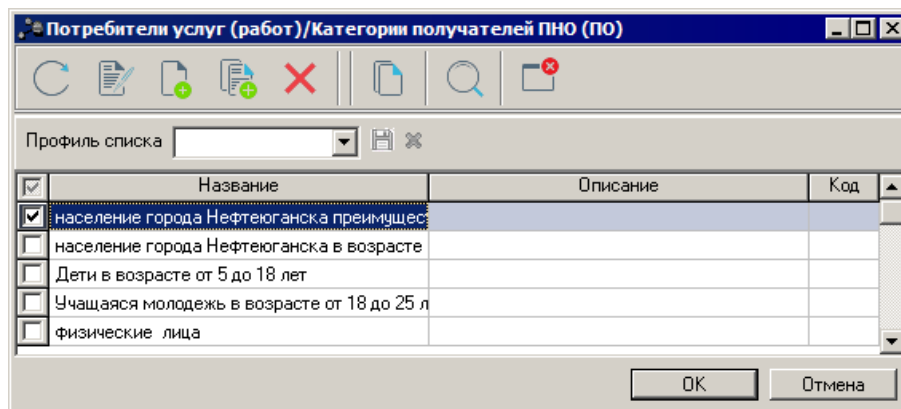 Потребители услуг (работ)/Категории получателей ПНО (ПО)
Профиль списка
Название Описание Код
население города Нефтеюганска преимущес
население города Нефтеюганска в возрасте
Дети в возрасте от 5 до 18 лет
Учащаяся молодежь в возрасте от 18 до 25 л
физические лица
OK Отмена